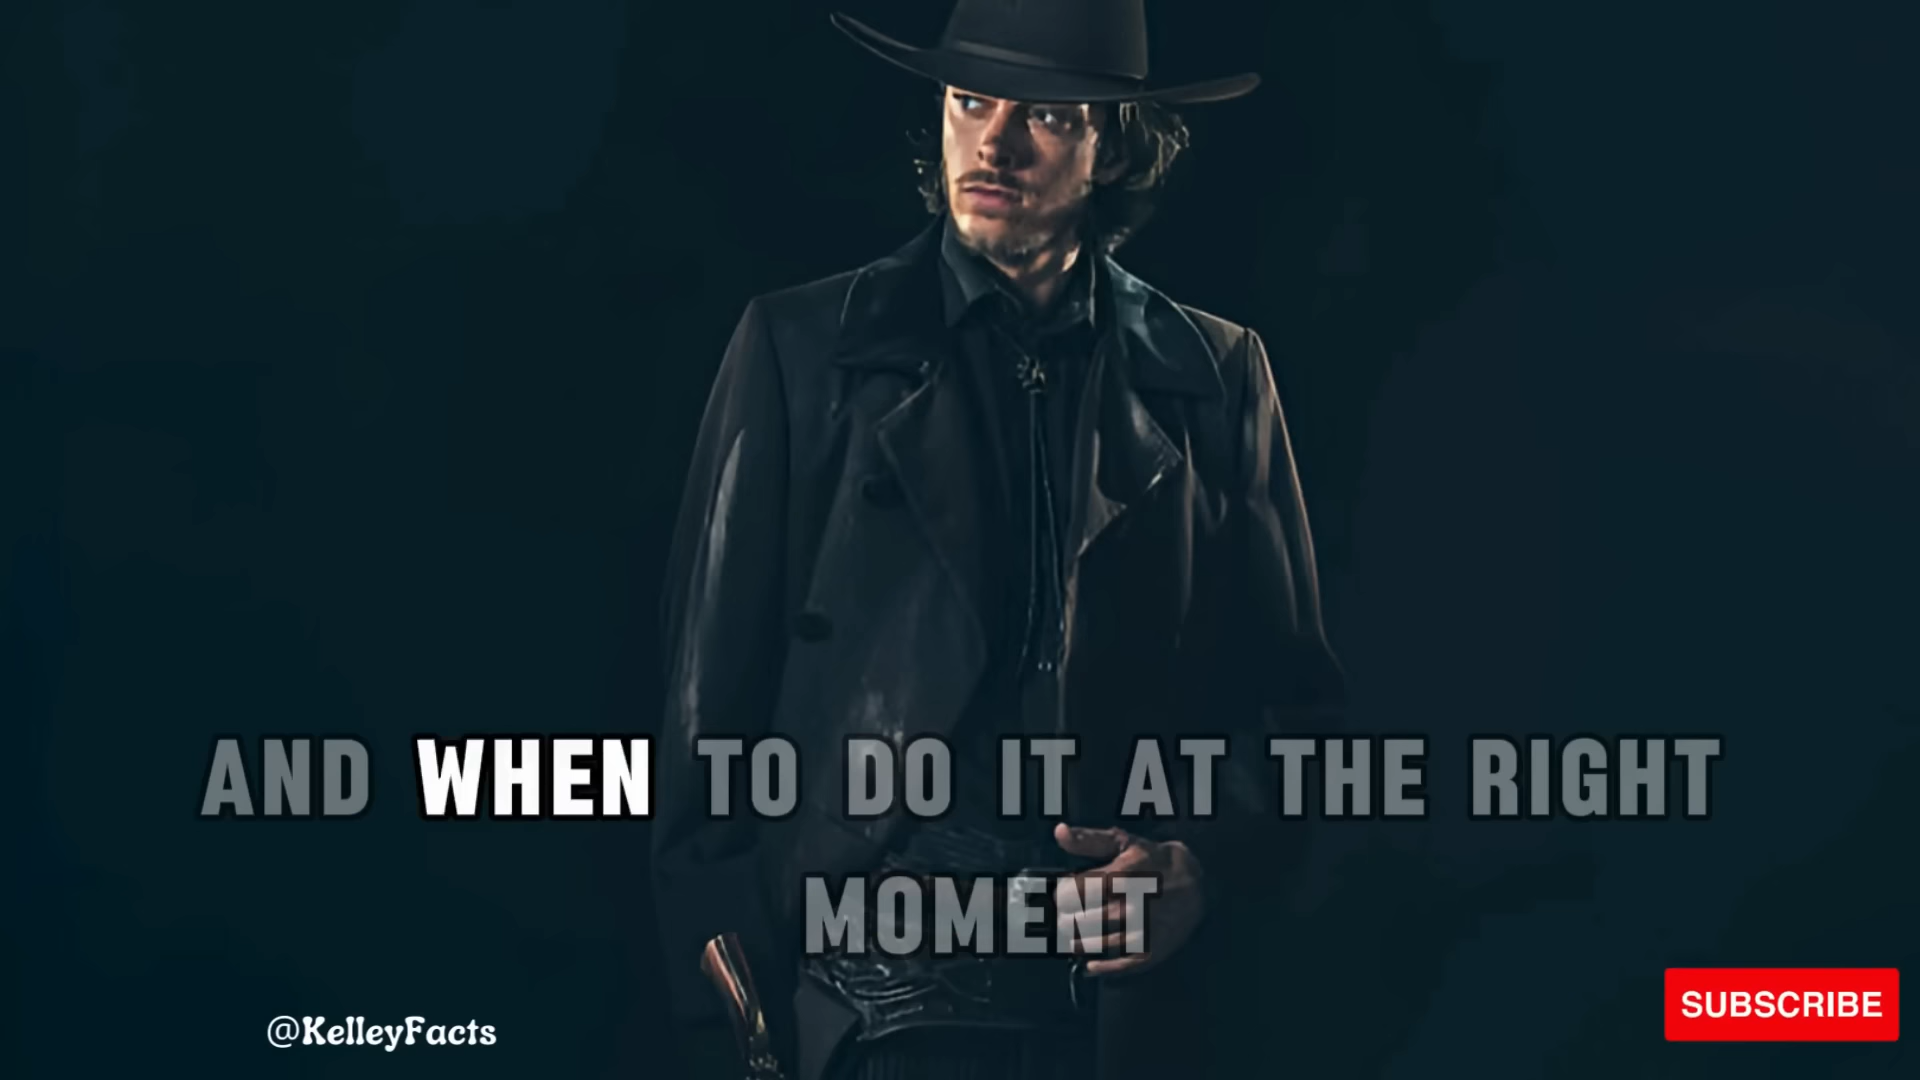 AND WHEN TO DO IT AT THE RIGHT
MOMENT
@KelleyFacts
SUBSCRIBE